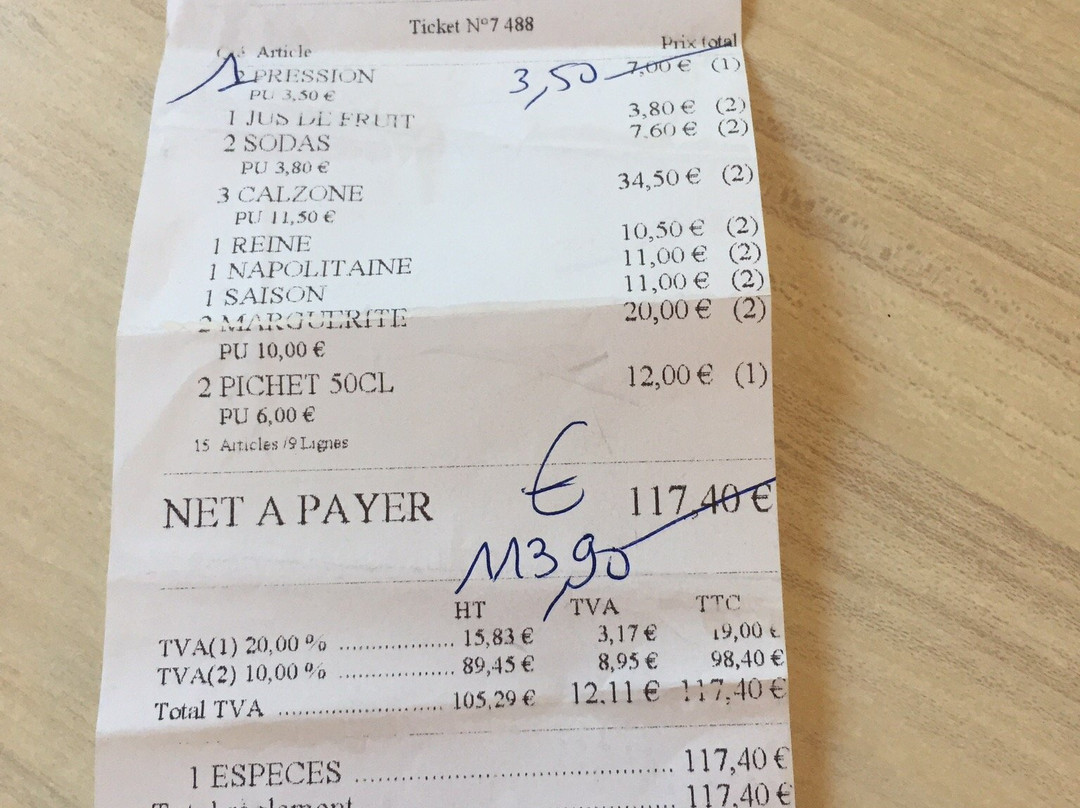 Ticket N°7 488
Article Prix total
1 PRESSION 3,50 7,00 € (1)
PU 3,50 €
1 JUS DE FRUIT 3,80 € (2)
2 SODAS 7,60 € (2)
PU 3,80 €
3 CALZONE 34,50 € (2)
PU 11,50 €
1 REINE 10,50 € (2)
1 NAPOLITAINE 11,00 € (2)
1 SAISON 11,00 € (2)
2 MARGUERITE 20,00 € (2)
PU 10,00 €
2 PICHET 50CL 12,00 € (1)
PU 6,00 €
15 Articles /9 Lignes
NET A PAYER € 117,40 €
113,90
HT TVA TTC
TVA(1) 20,00 % .................. 15,83 € 3,17 € 19,00 €
TVA(2) 10,00 % .................. 89,45 € 8,95 € 98,40 €
Total TVA .................. 105,29 € 12,11 € 117,40 €
1 ESPECES .................. 117,40 €
117,40 €